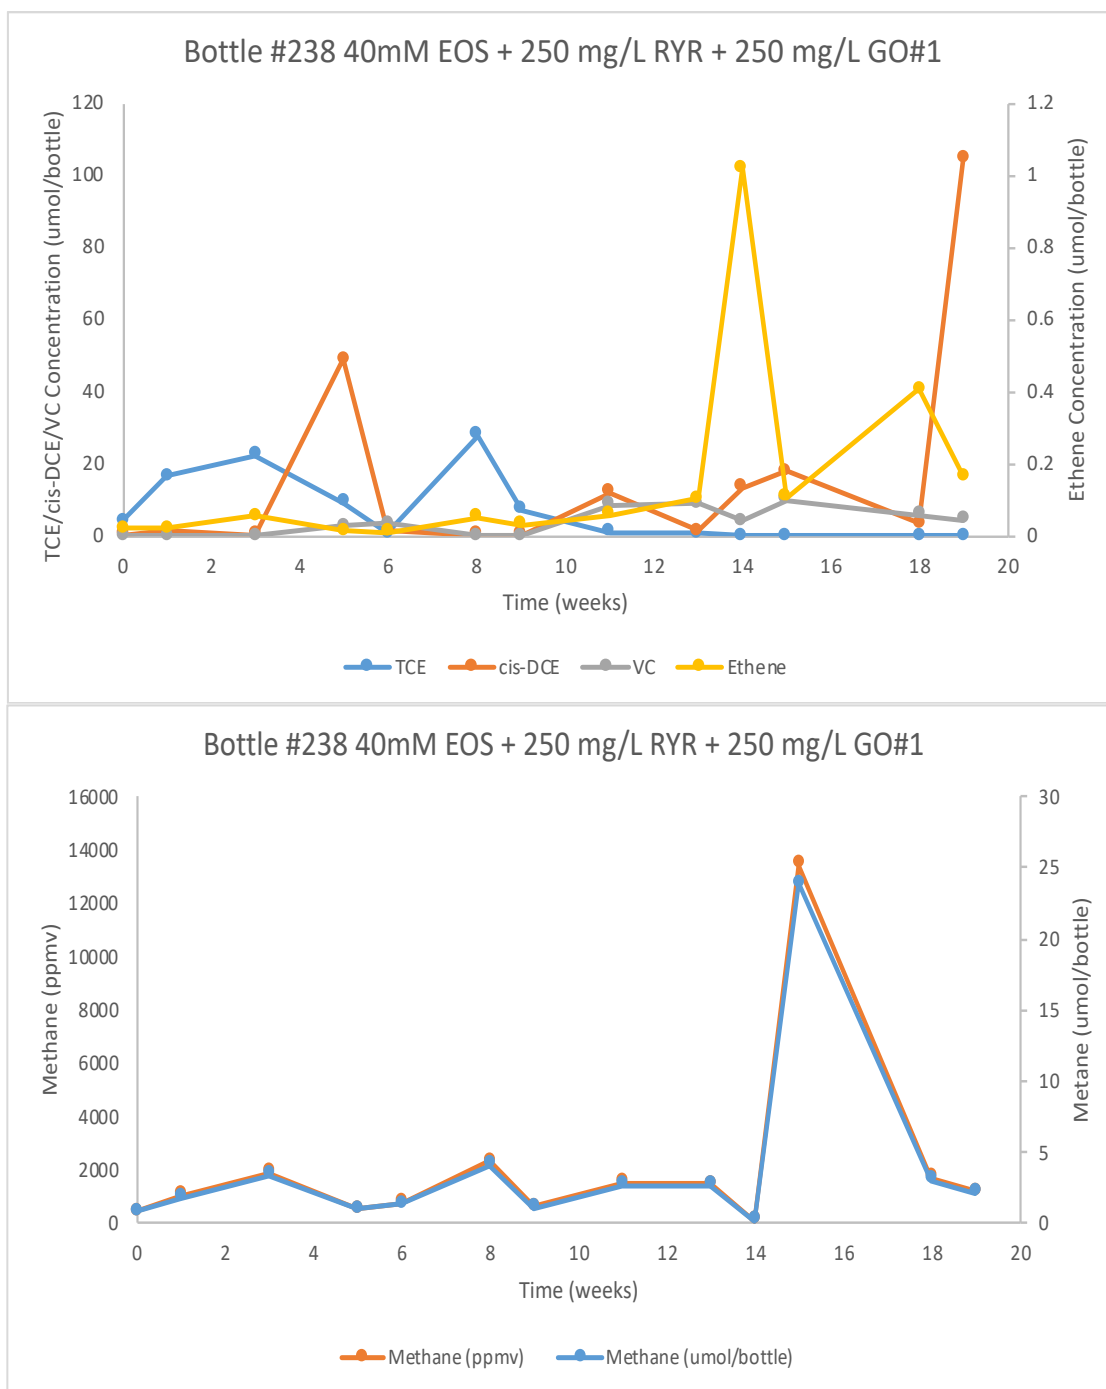 Bottle #238 40mM EOS + 250 mg/L RYR + 250 mg/L GO#1
TCE/cis-DCE/VC Concentration (umol/bottle)
120
100
80
60
40
20
0
1.2
1
0.8
0.6
0.4
0.2
0
Ethene Concentration (umol/bottle)
0 2 4 6 8 10 12 14 16 18 20
Time (weeks)
TCE cis-DCE VC Ethene
Bottle #238 40mM EOS + 250 mg/L RYR + 250 mg/L GO#1
Methane (ppmv)
16000
14000
12000
10000
8000
6000
4000
2000
0
30
25
20
15
10
5
0
Metane (umol/bottle)
0 2 4 6 8 10 12 14 16 18 20
Time (weeks)
Methane (ppmv) Methane (umol/bottle)